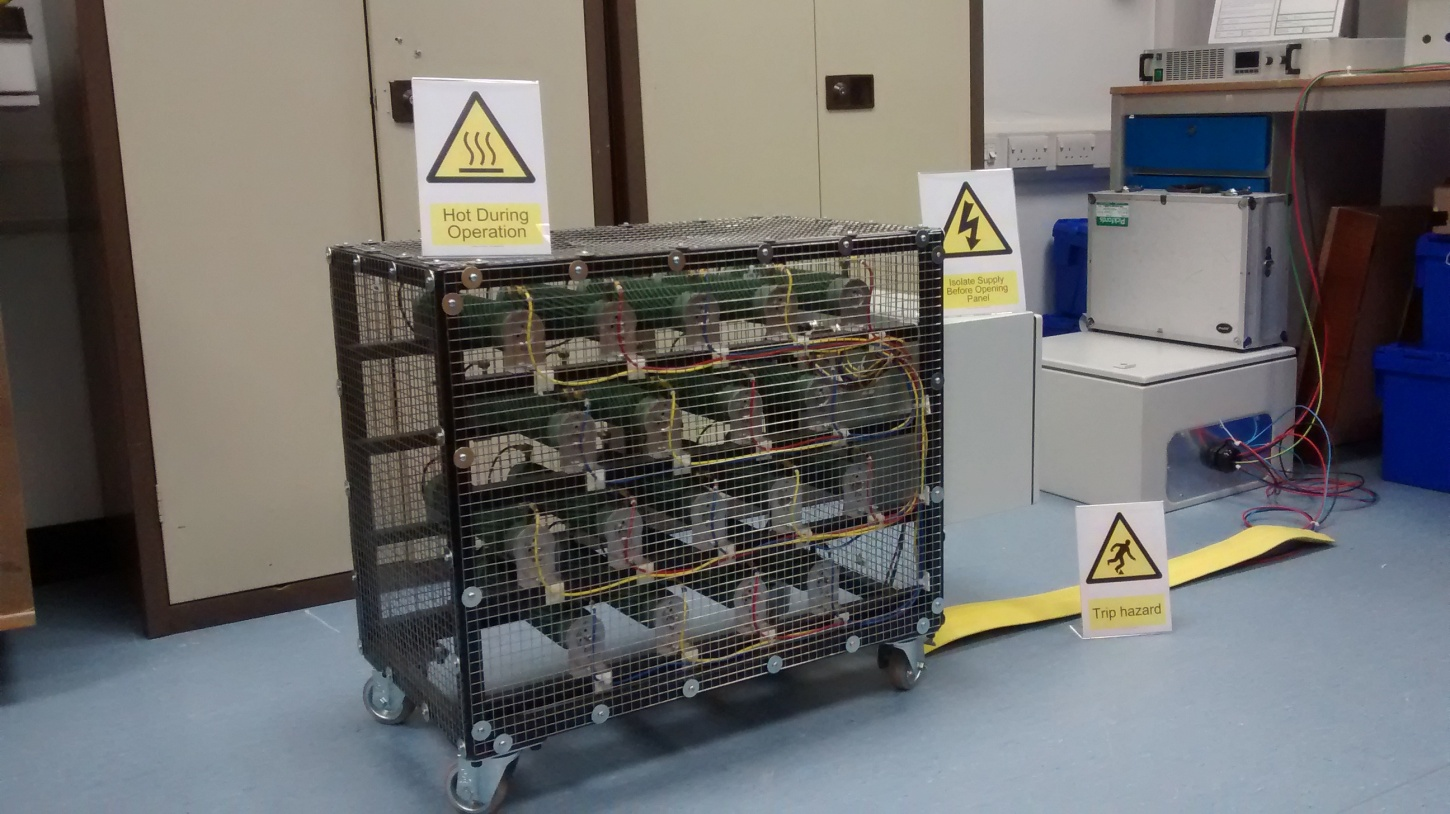 Hot During
Operation
Isolate Supply
Before Opening
Panel
Trip hazard